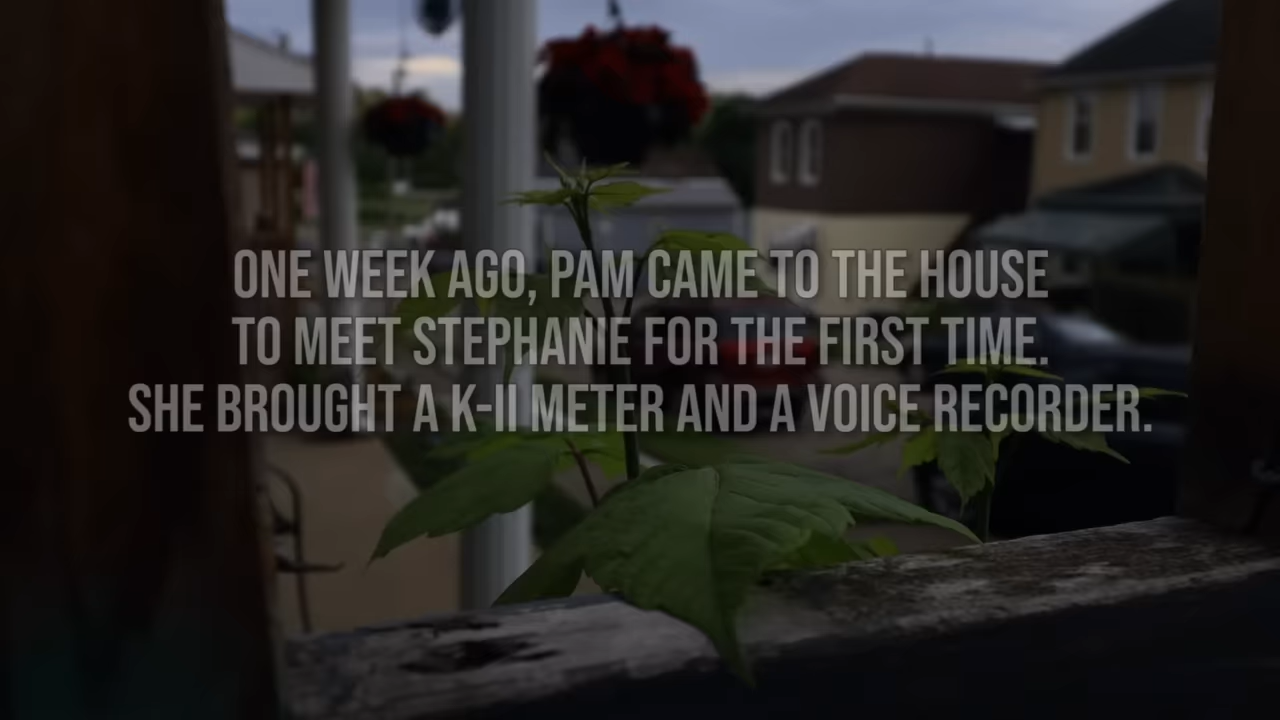 ONE WEEK AGO, PAM CAME TO THE HOUSE
TO MEET STEPHANIE FOR THE FIRST TIME.
SHE BROUGHT A K-II METER AND A VOICE RECORDER.